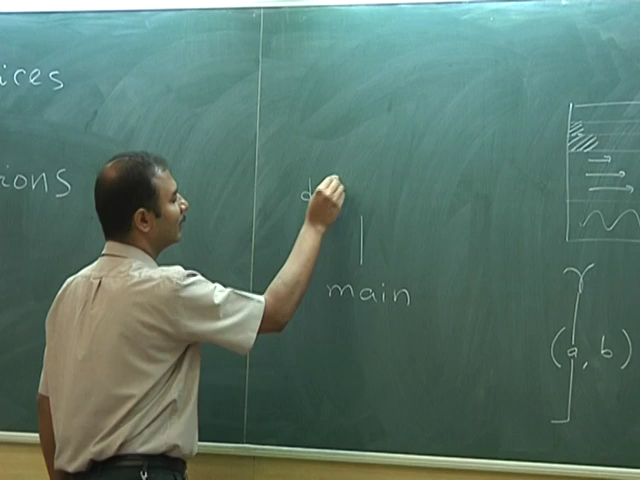 ices
ions
d
main
(a, b)